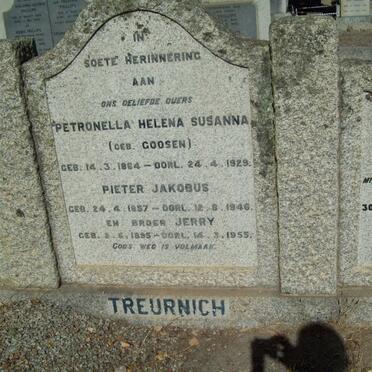 IN
SOETE HERINNERING
AAN
ONS GELIEFDE OUERS
PETRONELLA HELENA SUSANNA
(GEB. GOOSEN)
GEB. 14.3.1864 — OORL. 24.4.1929.
PIETER JAKOBUS
GEB. 24.4.1857 — OORL. 12.8.1946.
EN BROER JERRY
GEB. 2.6.1895 — OORL. 14.3.1955.
GODS WEG IS VOLMAAK.
TREURNICH